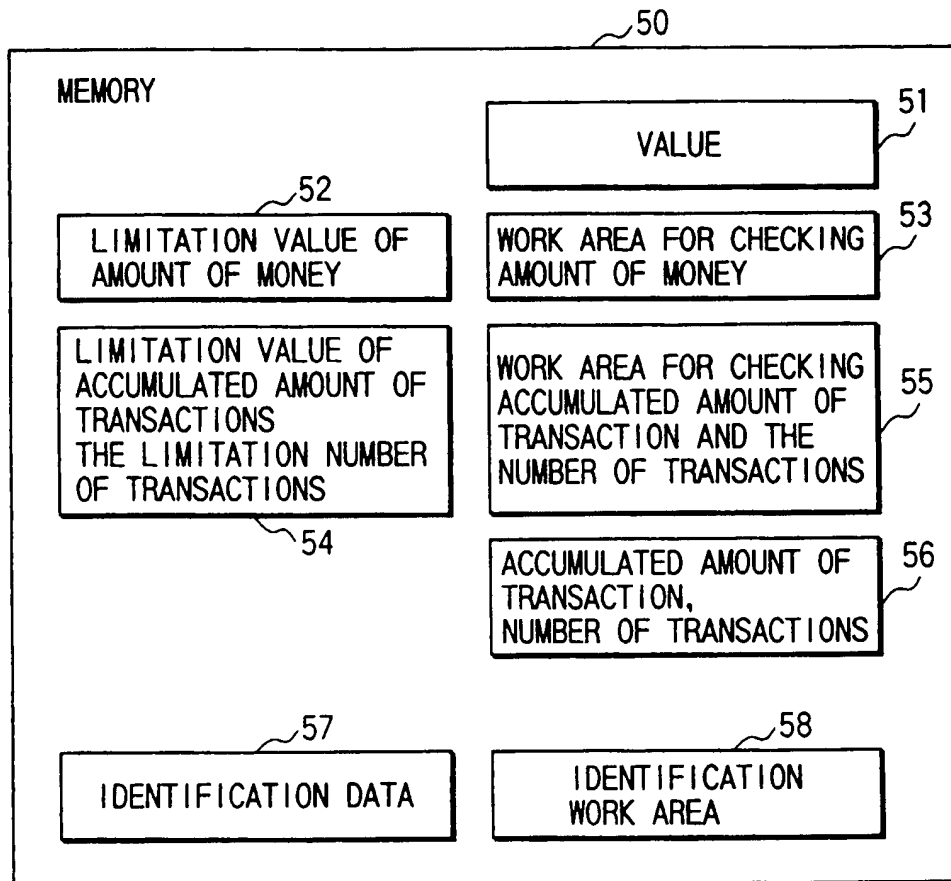 50
MEMORY
51
VALUE
52
LIMITATION VALUE OF
AMOUNT OF MONEY
53
WORK AREA FOR CHECKING
AMOUNT OF MONEY
LIMITATION VALUE OF
ACCUMULATED AMOUNT OF
TRANSACTIONS
THE LIMITATION NUMBER
OF TRANSACTIONS
54
WORK AREA FOR CHECKING
ACCUMULATED AMOUNT OF
TRANSACTION AND THE
NUMBER OF TRANSACTIONS
55
56
ACCUMULATED AMOUNT OF
TRANSACTION,
NUMBER OF TRANSACTIONS
57
IDENTIFICATION DATA
58
IDENTIFICATION
WORK AREA